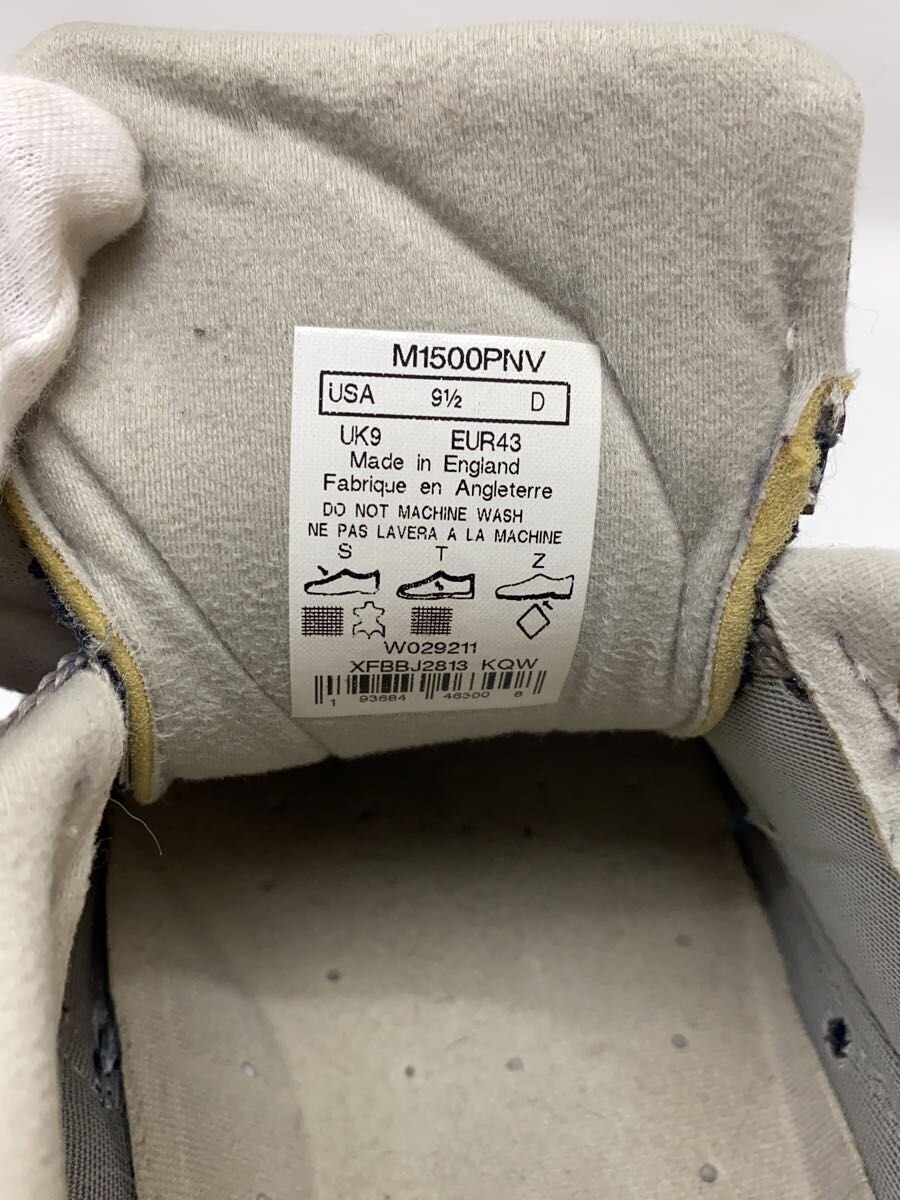 M1500PNV
USA 9½ D
UK9 EUR43
Made in England
Fabrique en Angleterre
DO NOT MACHINE WASH
NE PAS LAVERA A LA MACHINE
S T Z
W029211
XFBBJ2813 KQW
1 93684 46300 8